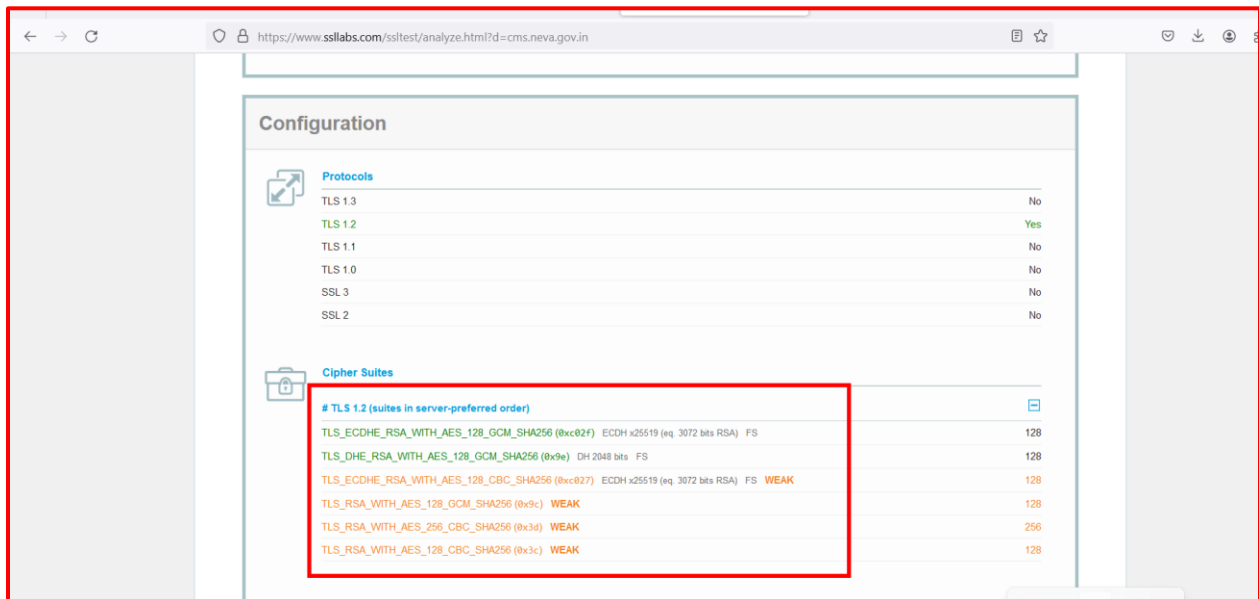 https://www.ssllabs.com/ssltest/analyze.html?d=cms.neva.gov.in
Configuration
Protocols
TLS 1.3 No
TLS 1.2 Yes
TLS 1.1 No
TLS 1.0 No
SSL 3 No
SSL 2 No
Cipher Suites
# TLS 1.2 (suites in server-preferred order)
TLS_ECDHE_RSA_WITH_AES_128_GCM_SHA256 (0xc02f) ECDH x25519 (eq. 3072 bits RSA) FS 128
TLS_DHE_RSA_WITH_AES_128_GCM_SHA256 (0x9e) DH 2048 bits FS 128
TLS_ECDHE_RSA_WITH_AES_128_CBC_SHA256 (0xc027) ECDH x25519 (eq. 3072 bits RSA) FS WEAK 128
TLS_RSA_WITH_AES_128_GCM_SHA256 (0x9c) WEAK 128
TLS_RSA_WITH_AES_256_CBC_SHA256 (0x3d) WEAK 256
TLS_RSA_WITH_AES_128_CBC_SHA256 (0x3c) WEAK 128